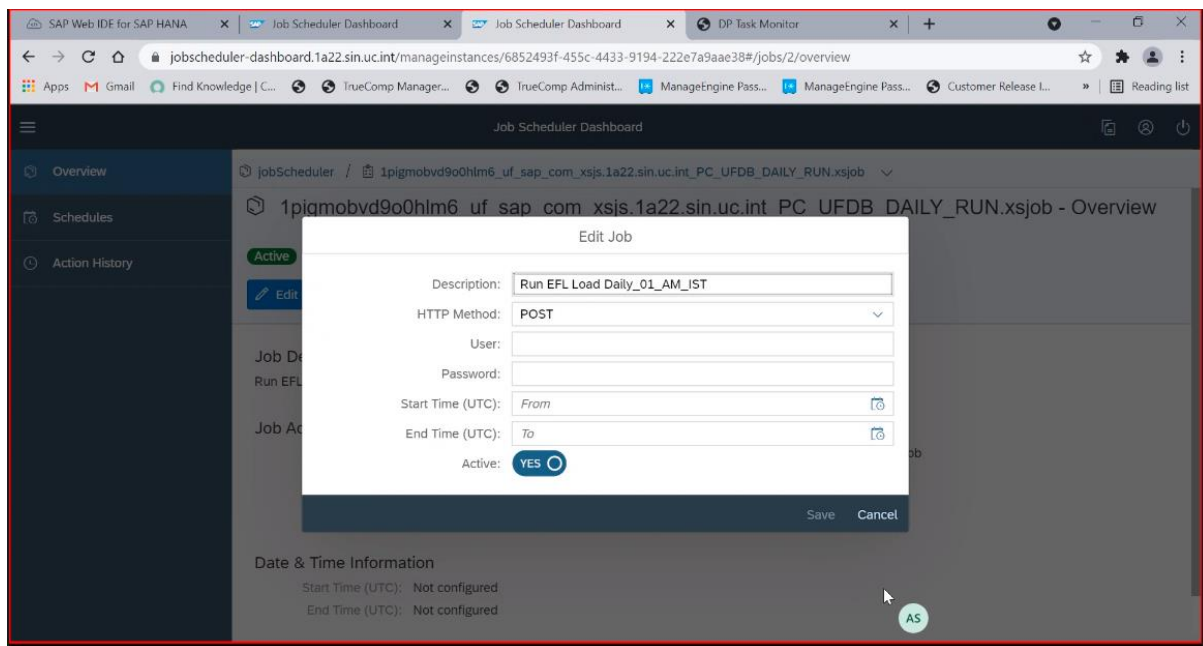 SAP Web IDE for SAP HANA
Job Scheduler Dashboard
Job Scheduler Dashboard
DP Task Monitor
jobscheduler-dashboard.1a22.sin.uc.int/manageinstances/6852493f-455c-4433-9194-222e7a9aae38#/jobs/2/overview
Apps Gmail Find Knowledge | C... TrueComp Manager... TrueComp Administ... ManageEngine Pass... ManageEngine Pass... Customer Release I... » Reading list
Job Scheduler Dashboard
Overview
Schedules
Action History
jobScheduler / 1pigmobvd9o0hlm6_uf_sap_com_xsjs.1a22.sin.uc.int_PC_UFDB_DAILY_RUN.xsjob
1pigmobvd9o0hlm6_uf_sap_com_xsjs.1a22.sin.uc.int_PC_UFDB_DAILY_RUN.xsjob - Overview
Active
Edit
Job De
Run EFL
Job Ac
ob
Edit Job
Description: Run EFL Load Daily_01_AM_IST
HTTP Method: POST
User:
Password:
Start Time (UTC): From
End Time (UTC): To
Active: YES
Save Cancel
Date & Time Information
Start Time (UTC): Not configured
End Time (UTC): Not configured
AS